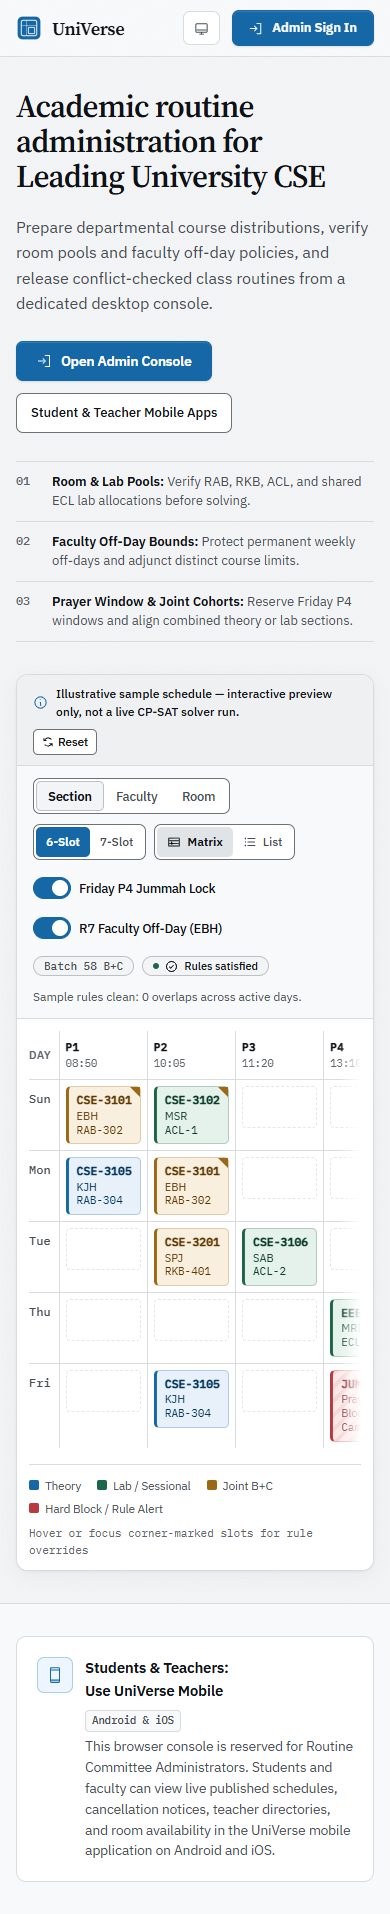 UniVerse
Admin Sign In
Academic routine
administration for
Leading University CSE
Prepare departmental course distributions, verify
room pools and faculty off-day policies, and
release conflict-checked class routines from a
dedicated desktop console.
Open Admin Console
Student & Teacher Mobile Apps
01 Room & Lab Pools: Verify RAB, RKB, ACL, and shared
ECL lab allocations before solving.
02 Faculty Off-Day Bounds: Protect permanent weekly
off-days and adjunct distinct course limits.
03 Prayer Window & Joint Cohorts: Reserve Friday P4
windows and align combined theory or lab sections.
Illustrative sample schedule — interactive preview
only, not a live CP-SAT solver run.
Reset
Section Faculty Room
6-Slot 7-Slot Matrix List
Friday P4 Jummah Lock
R7 Faculty Off-Day (EBH)
Batch 58 B+C Rules satisfied
Sample rules clean: 0 overlaps across active days.
DAY P1 P2 P3 P4
08:50 10:05 11:20
Sun CSE-3101 CSE-3102
EBH MSR
RAB-302 ACL-1
Mon CSE-3105 CSE-3101
KJH EBH
RAB-304 RAB-302
Tue CSE-3201 CSE-3106
SPJ SAB
RKB-401 ACL-2
Thu
Fri CSE-3105
KJH
RAB-304
Theory Lab / Sessional Joint B+C
Hard Block / Rule Alert
Hover or focus corner-marked slots for rule
overrides
Students & Teachers:
Use UniVerse Mobile
Android & iOS
This browser console is reserved for Routine
Committee Administrators. Students and
faculty can view live published schedules,
cancellation notices, teacher directories,
and room availability in the UniVerse mobile
application on Android and iOS.